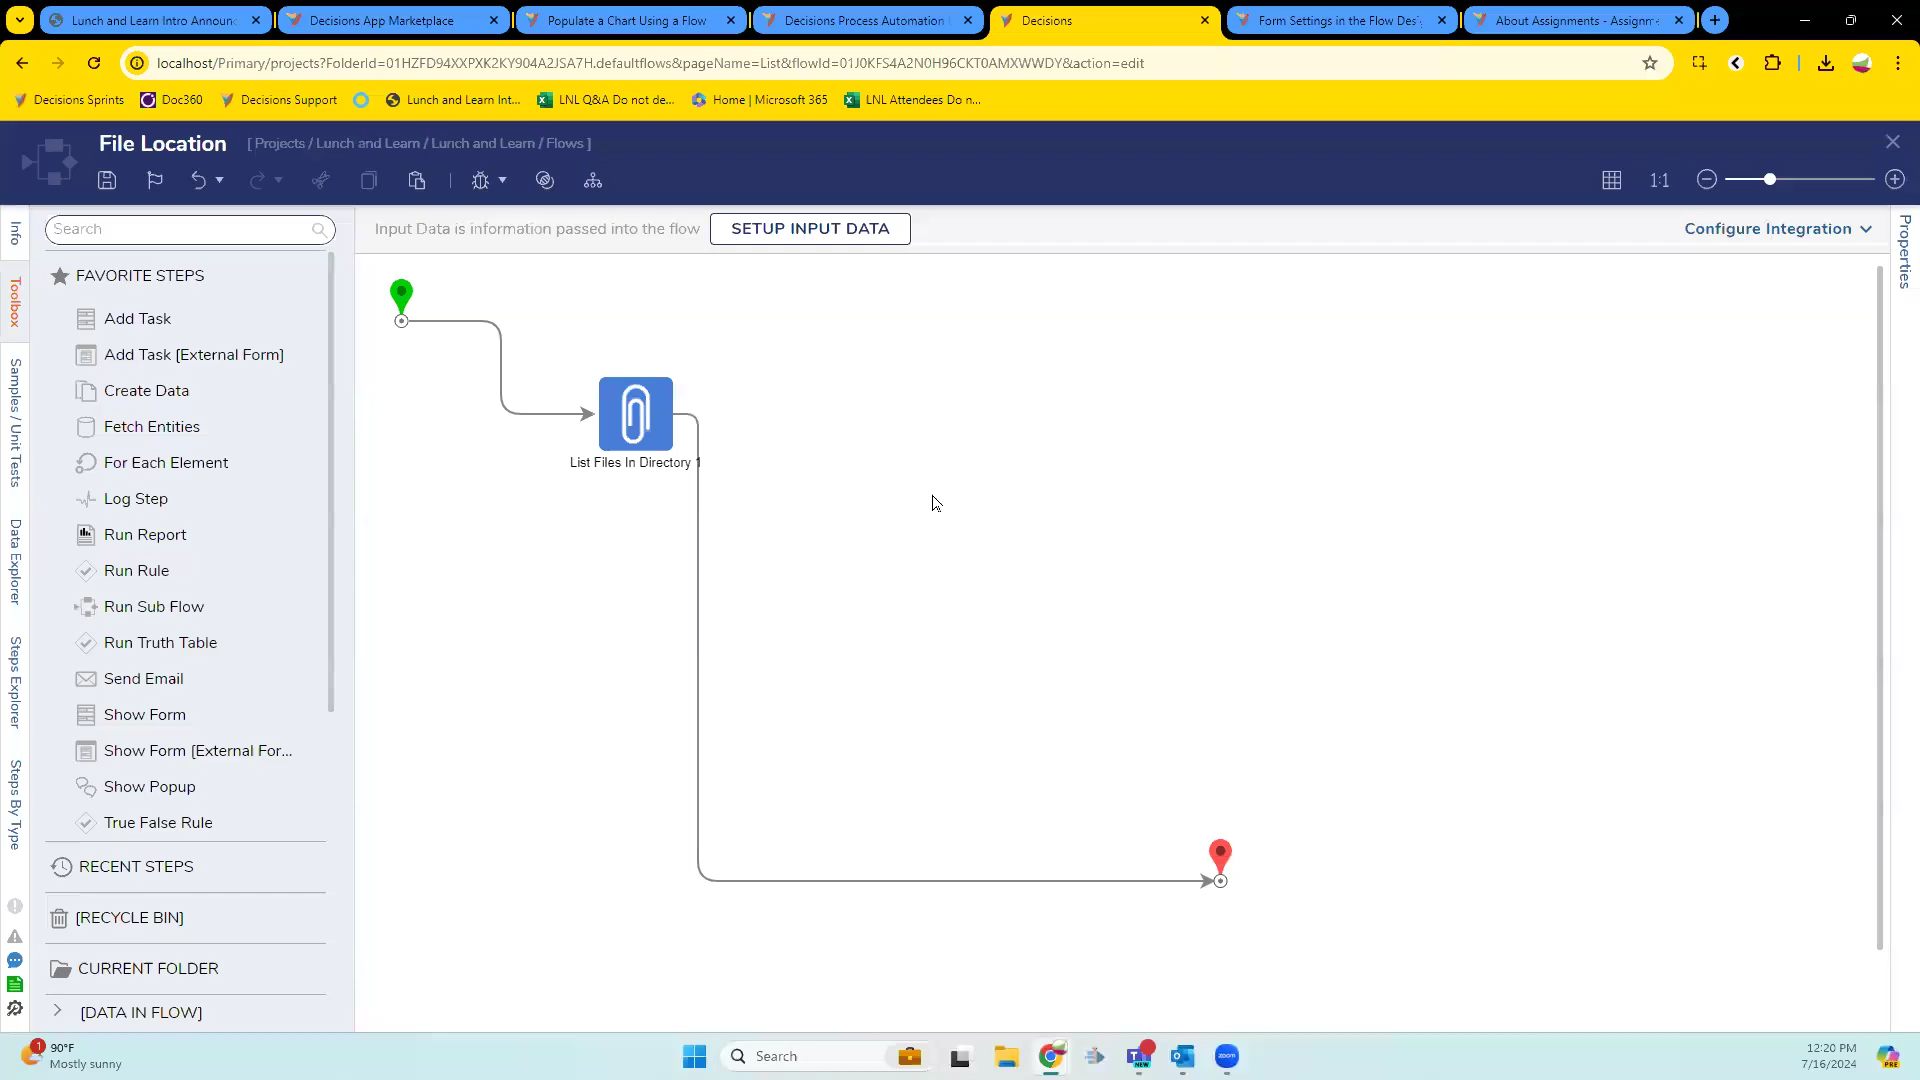 Lunch and Learn Intro Announc
Decisions App Marketplace
Populate a Chart Using a Flow
Decisions Process Automation
Decisions
Form Settings in the Flow Des
About Assignments - Assignm
localhost/Primary/projects?FolderId=01HZFD94XXPXK2KY904A2JSA7H.defaultflows&pageName=List&flowId=01J0KFS4A2N0H96CKT0AMXWWDY&action=edit
Decisions Sprints
Doc360
Decisions Support
Lunch and Learn Int...
LNL Q&A Do not de...
Home | Microsoft 365
LNL Attendees Do n...
File Location
[ Projects / Lunch and Learn / Lunch and Learn / Flows ]
1:1
Info
Toolbox
Samples / Unit Tests
Data Explorer
Steps Explorer
Steps By Type
Search
Input Data is information passed into the flow
SETUP INPUT DATA
Configure Integration
Properties
FAVORITE STEPS
Add Task
Add Task [External Form]
Create Data
Fetch Entities
For Each Element
Log Step
Run Report
Run Rule
Run Sub Flow
Run Truth Table
Send Email
Show Form
Show Form [External For...
Show Popup
True False Rule
RECENT STEPS
[RECYCLE BIN]
CURRENT FOLDER
[DATA IN FLOW]
List Files In Directory 1
1
90°F
Mostly sunny
Search
NEW
zoom
12:20 PM
7/16/2024
PRE